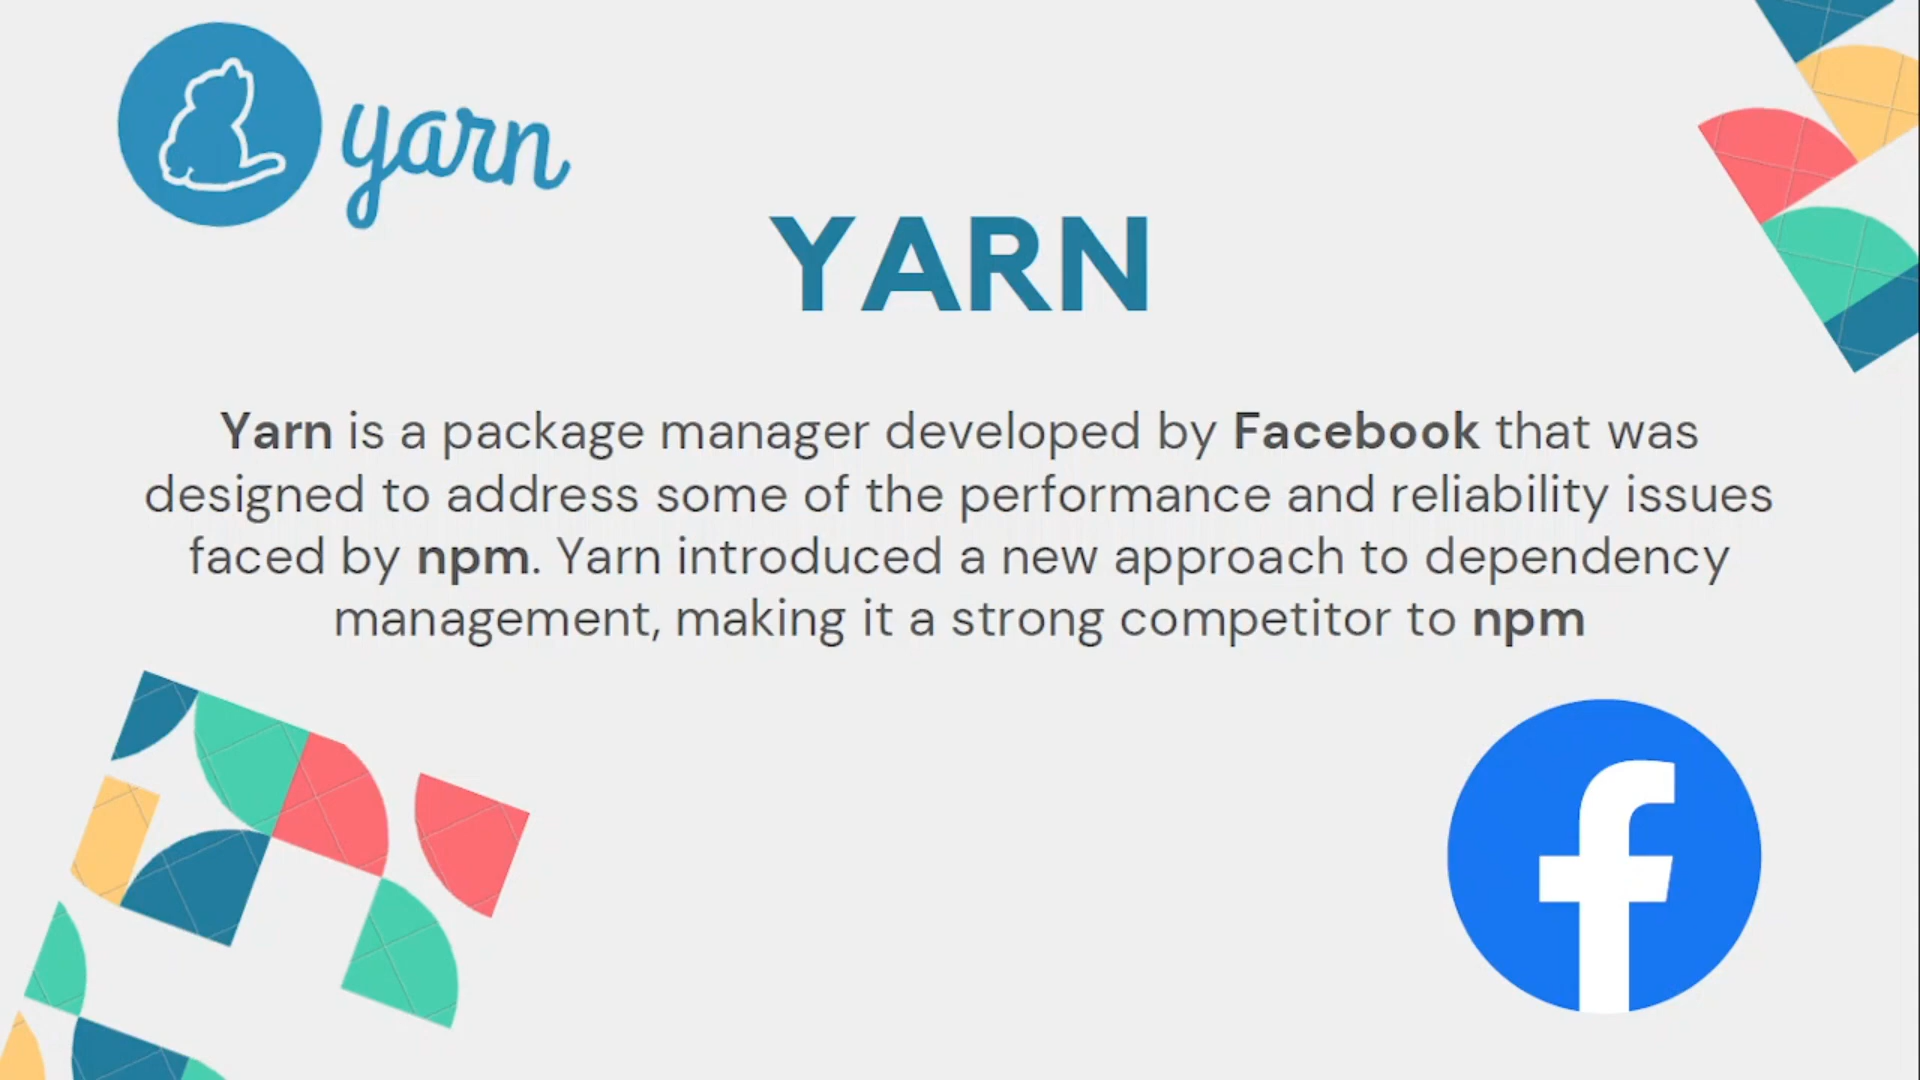 yarn
YARN
Yarn is a package manager developed by Facebook that was
designed to address some of the performance and reliability issues
faced by npm. Yarn introduced a new approach to dependency
management, making it a strong competitor to npm
f